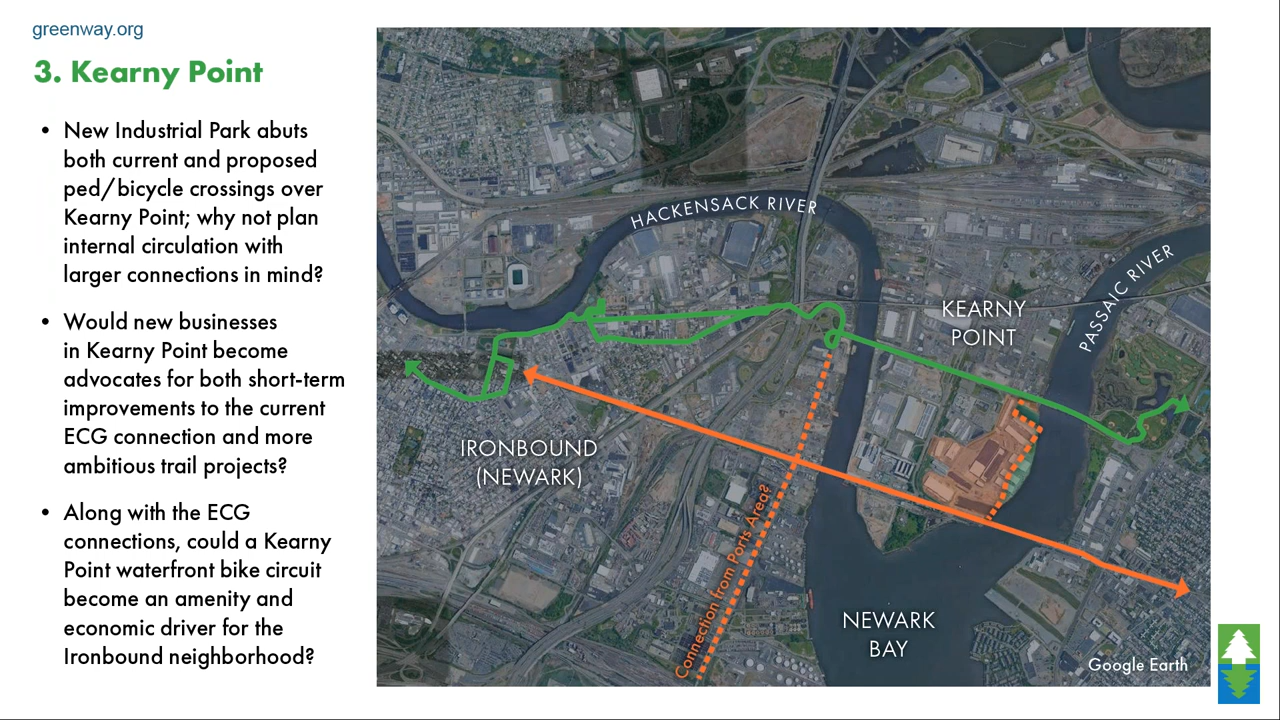 greenway.org
3. Kearny Point
• New Industrial Park abuts
both current and proposed
ped/bicycle crossings over
Kearny Point; why not plan
internal circulation with
larger connections in mind?
• Would new businesses
in Kearny Point become
advocates for both short-term
improvements to the current
ECG connection and more
ambitious trail projects?
• Along with the ECG
connections, could a Kearny
Point waterfront bike circuit
become an amenity and
economic driver for the
Ironbound neighborhood?
HACKENSACK RIVER
PASSAIC RIVER
KEARNY
POINT
IRONBOUND
(NEWARK)
Connection from Ports Area?
NEWARK
BAY
Google Earth